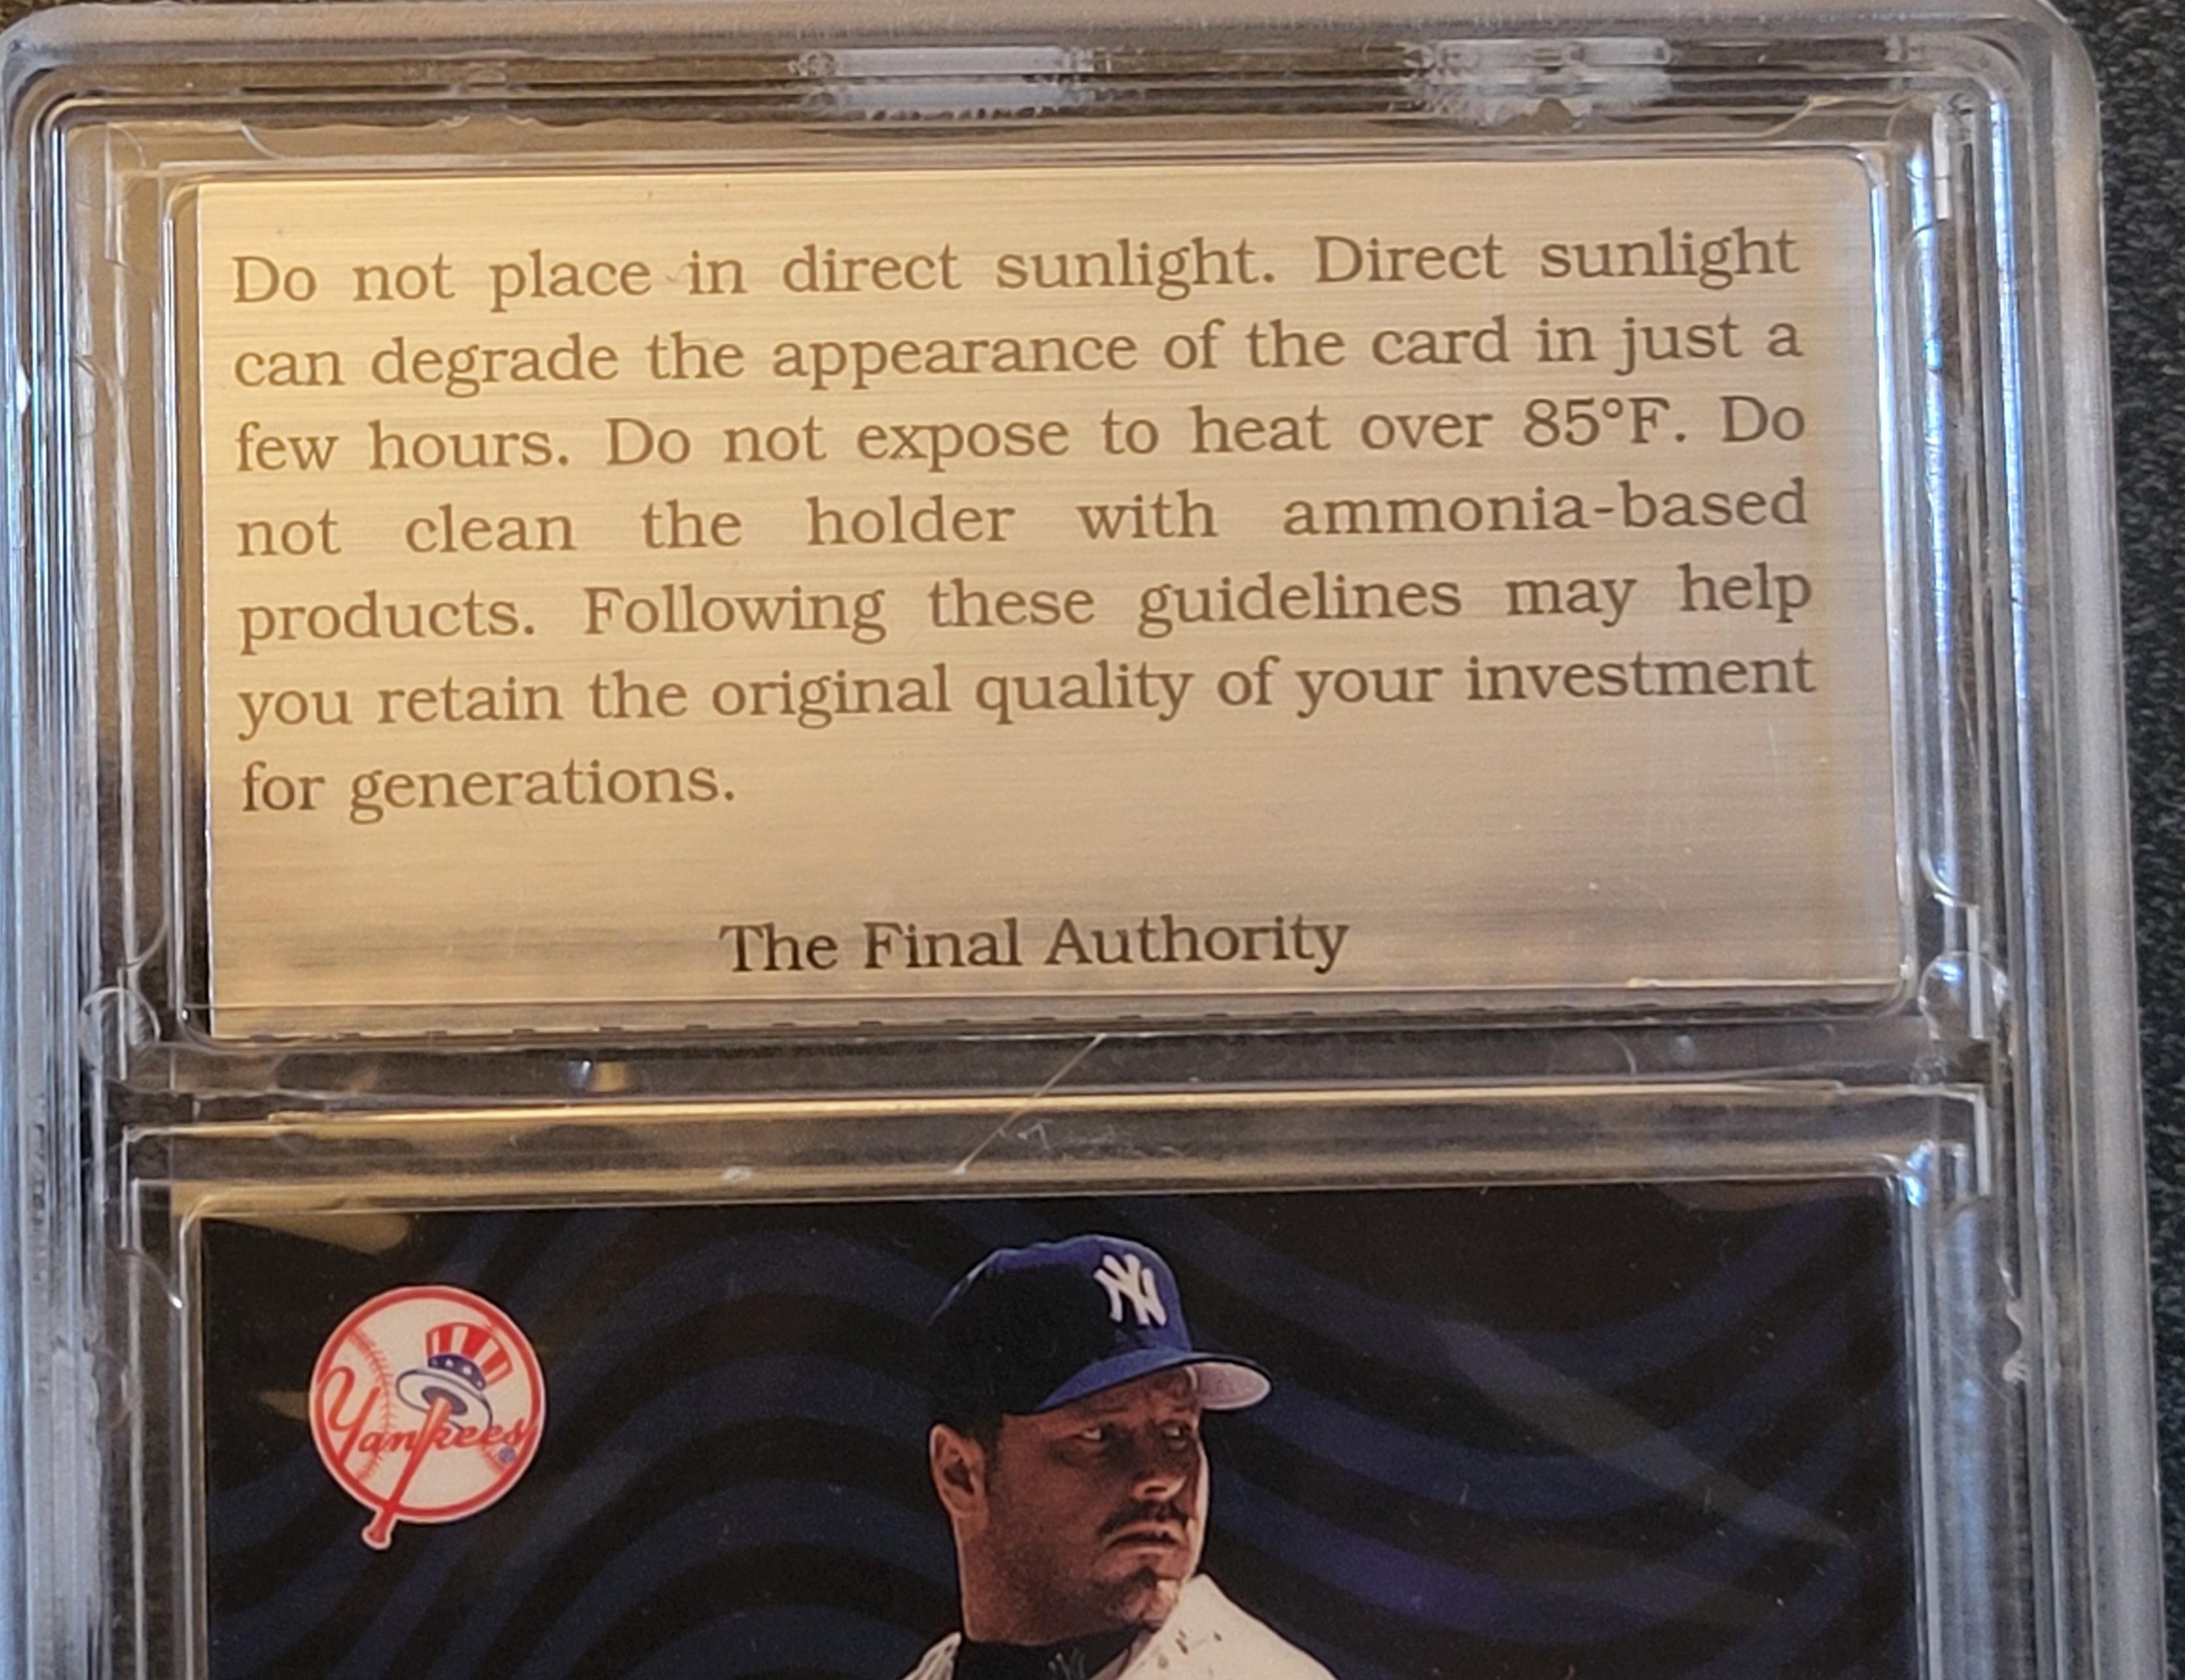 Do not place in direct sunlight. Direct sunlight
can degrade the appearance of the card in just a
few hours. Do not expose to heat over 85°F. Do
not clean the holder with ammonia-based
products. Following these guidelines may help
you retain the original quality of your investment
for generations.
The Final Authority
NY
Yankees